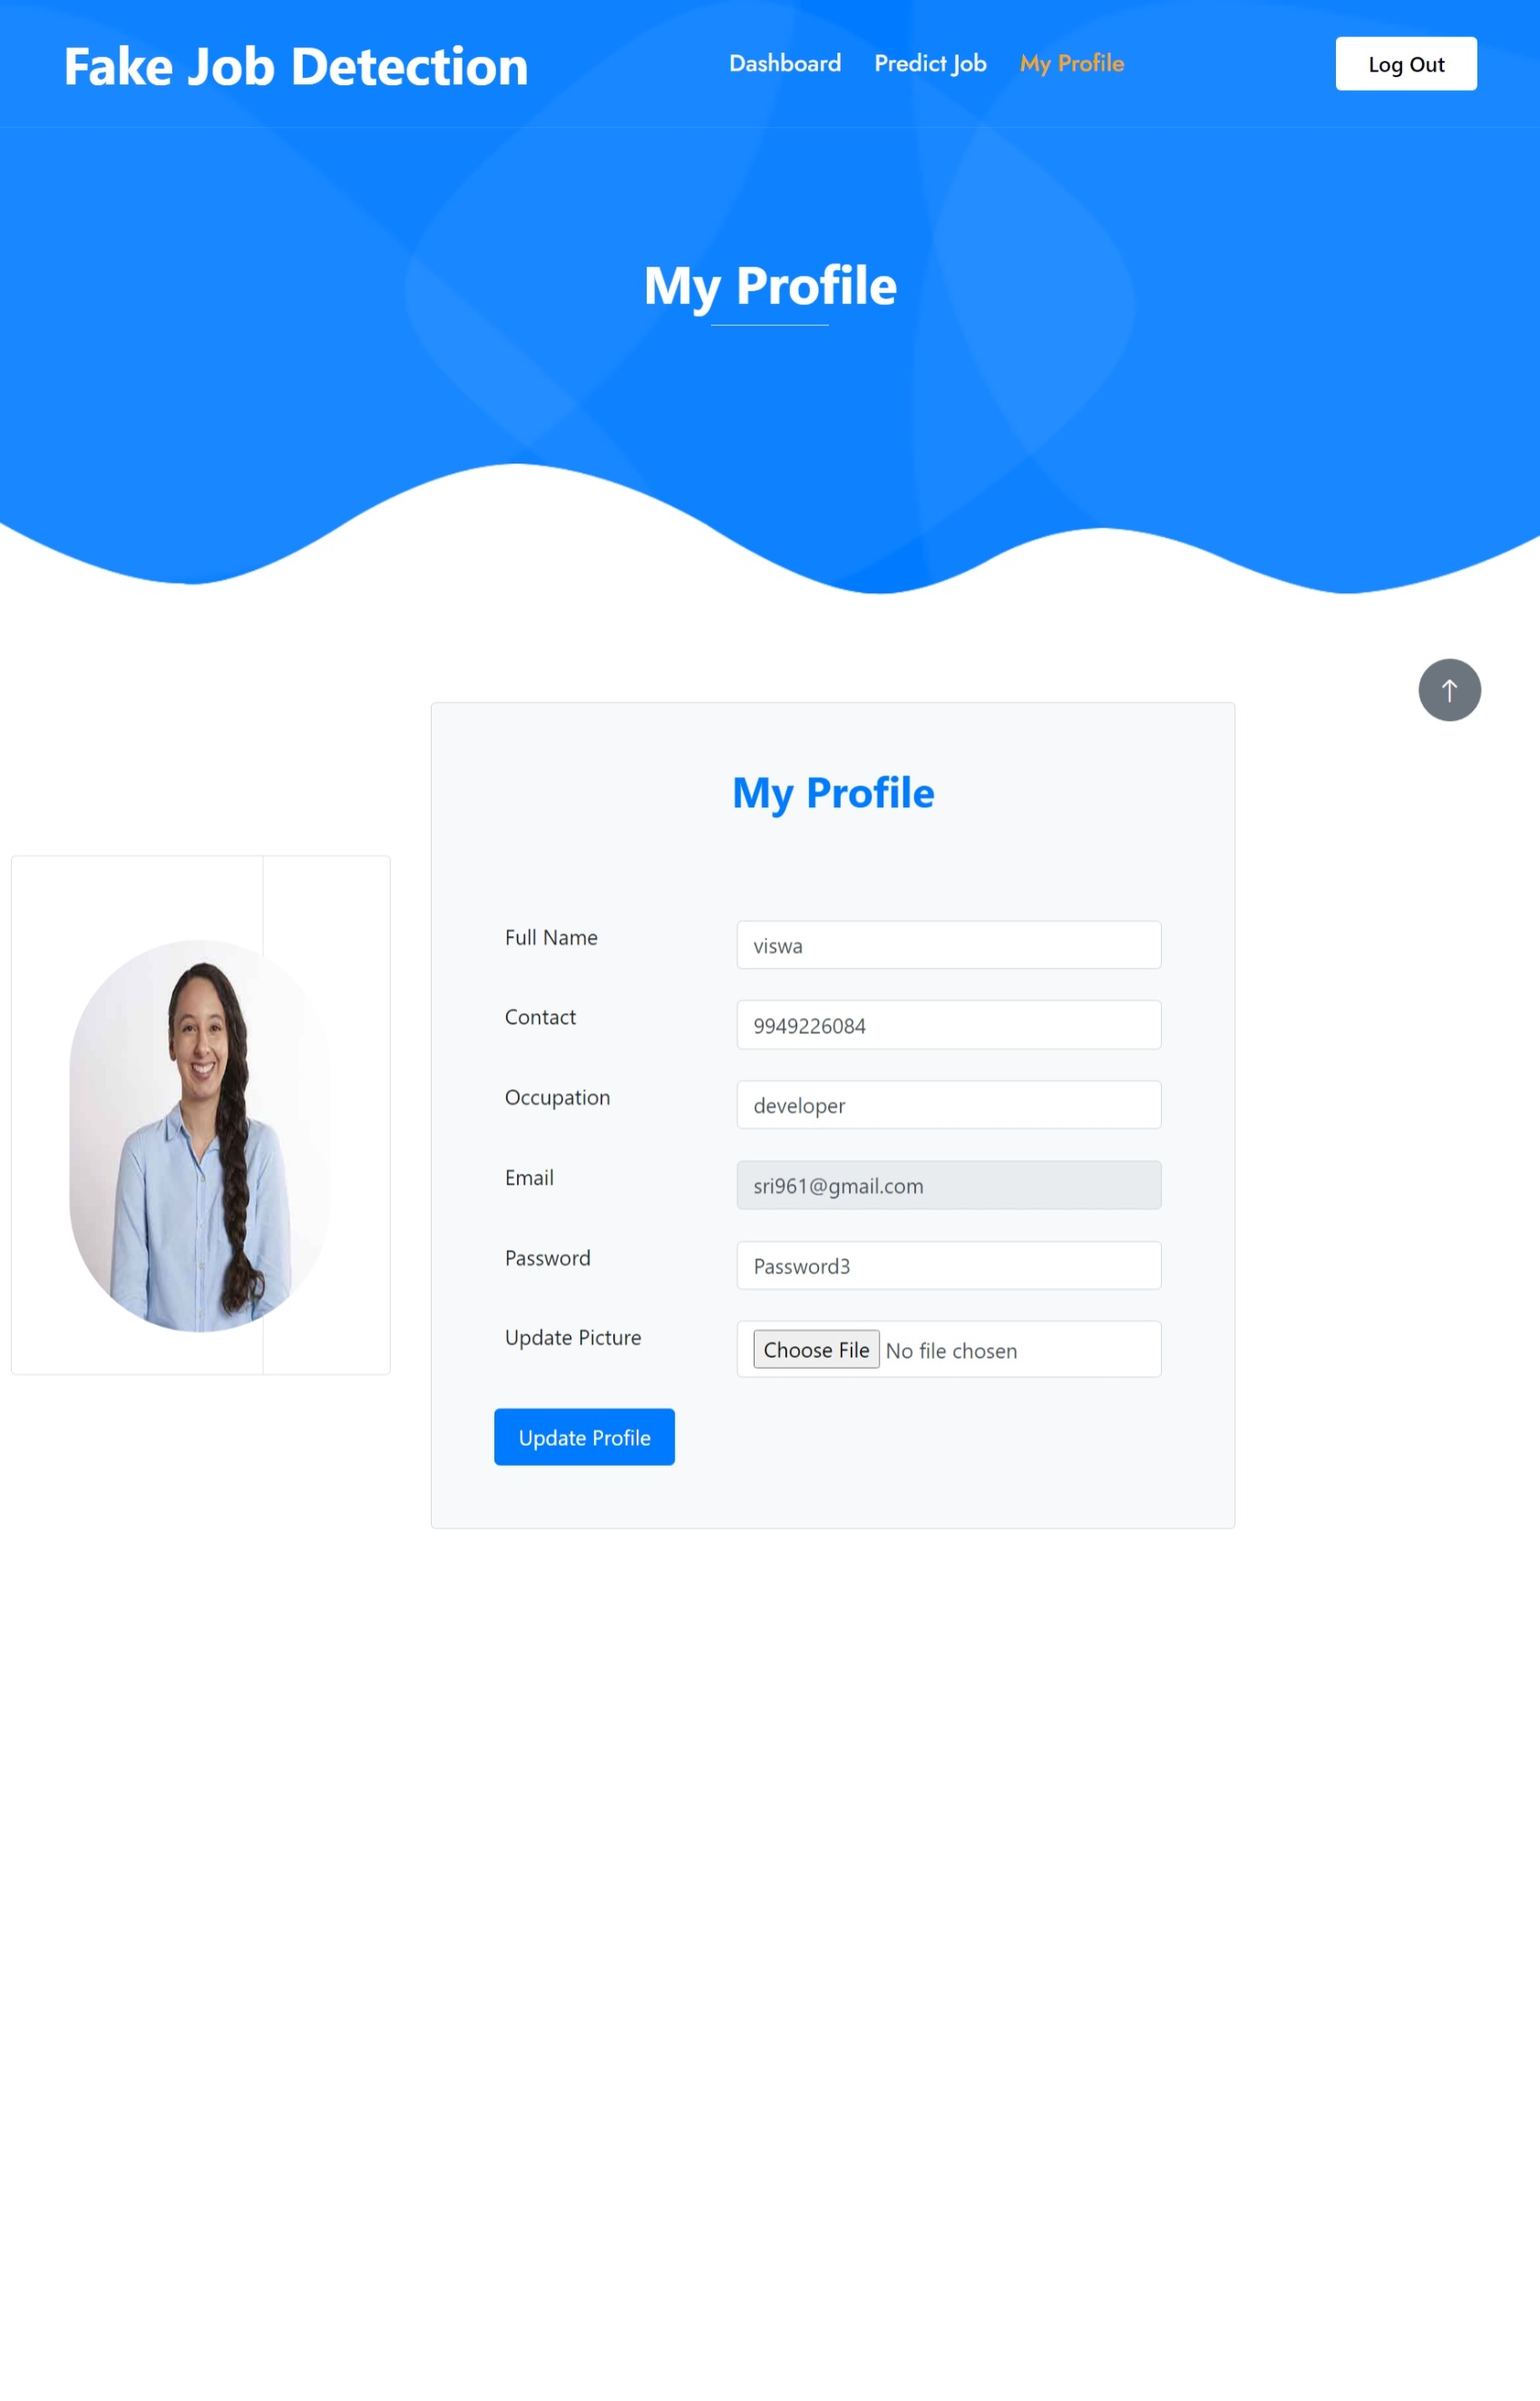 Fake Job Detection
Dashboard Predict Job My Profile
Log Out
My Profile
My Profile
Full Name viswa
Contact 9949226084
Occupation developer
Email sri961@gmail.com
Password Password3
Update Picture Choose File No file chosen
Update Profile